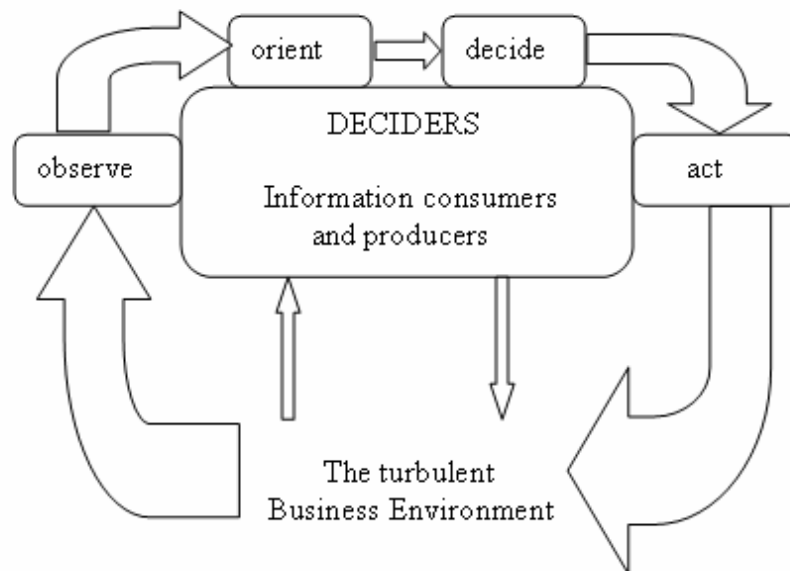 orient
decide
DECIDERS
observe
act
Information consumers
and producers
The turbulent
Business Environment